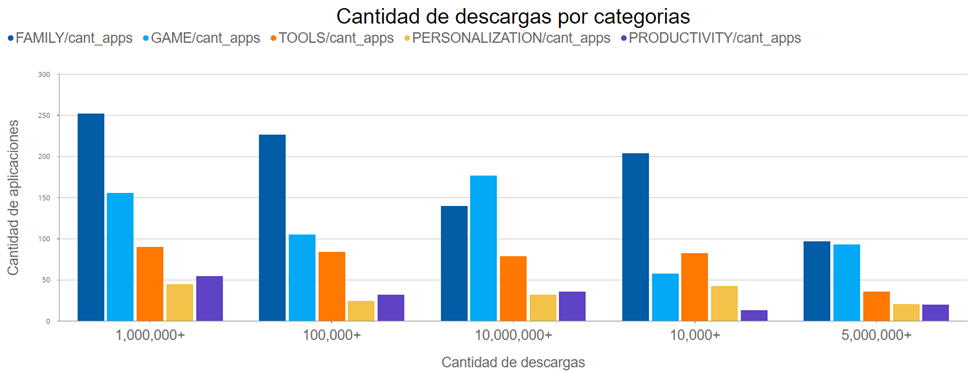 Cantidad de descargas por categorias
FAMILY/cant_apps GAME/cant_apps TOOLS/cant_apps PERSONALIZATION/cant_apps PRODUCTIVITY/cant_apps
Cantidad de aplicaciones
300
250
200
150
100
50
0
1,000,000+ 100,000+ 10,000,000+ 10,000+ 5,000,000+
Cantidad de descargas